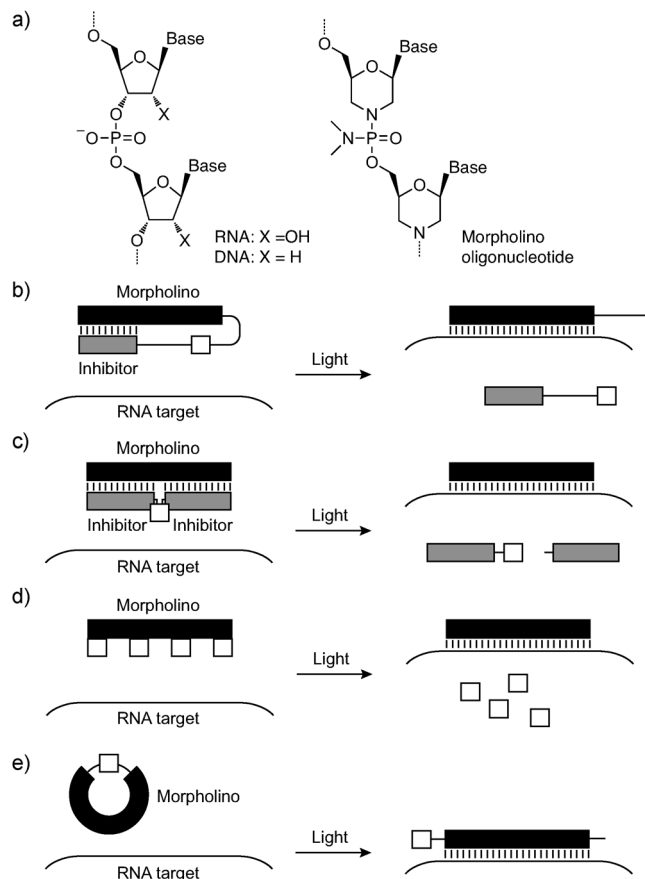 a)
O
Base
O
O
X
⁻O-P=O
O
Base
O
O
X
RNA: X =OH
DNA: X = H
O
Base
O
N
N-P=O
O
Base
O
N
Morpholino
oligonucleotide
b)
Morpholino
Inhibitor
RNA target
Light
c)
Morpholino
Inhibitor Inhibitor
RNA target
Light
d)
Morpholino
RNA target
Light
e)
Morpholino
RNA target
Light